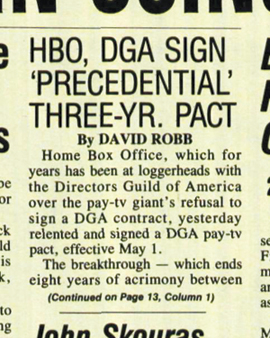 HBO, DGA SIGN
'PRECEDENTIAL'
THREE-YR. PACT
By DAVID ROBB
Home Box Office, which for
years has been at loggerheads with
the Directors Guild of America
over the pay-tv giant's refusal to
sign a DGA contract, yesterday
relented and signed a DGA pay-tv
pact, effective May 1.
The breakthrough — which ends
eight years of acrimony between
(Continued on Page 13, Column 1)
John Skouras